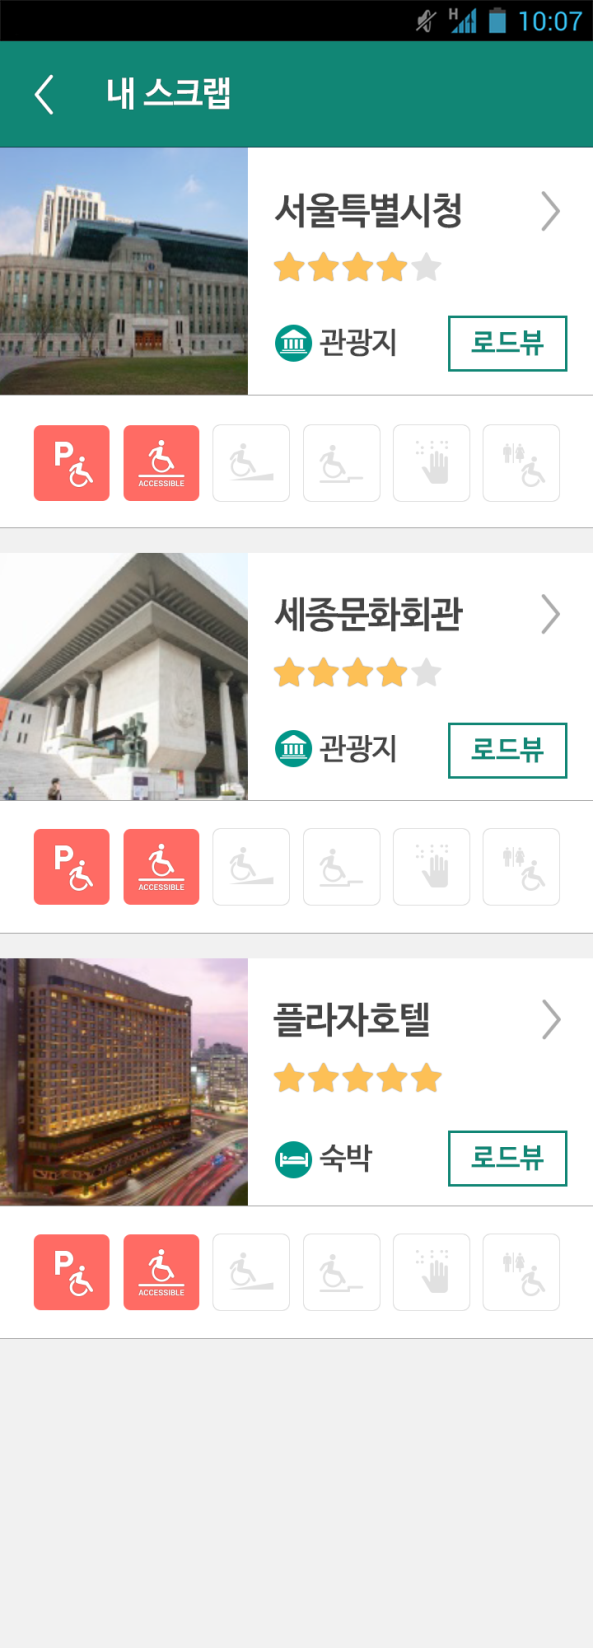 H 10:07
내 스크랩
서울특별시청
관광지
로드뷰
P
ACCESSIBLE
세종문화회관
관광지
로드뷰
P
ACCESSIBLE
THE PLAZA
플라자호텔
숙박
로드뷰
P
ACCESSIBLE